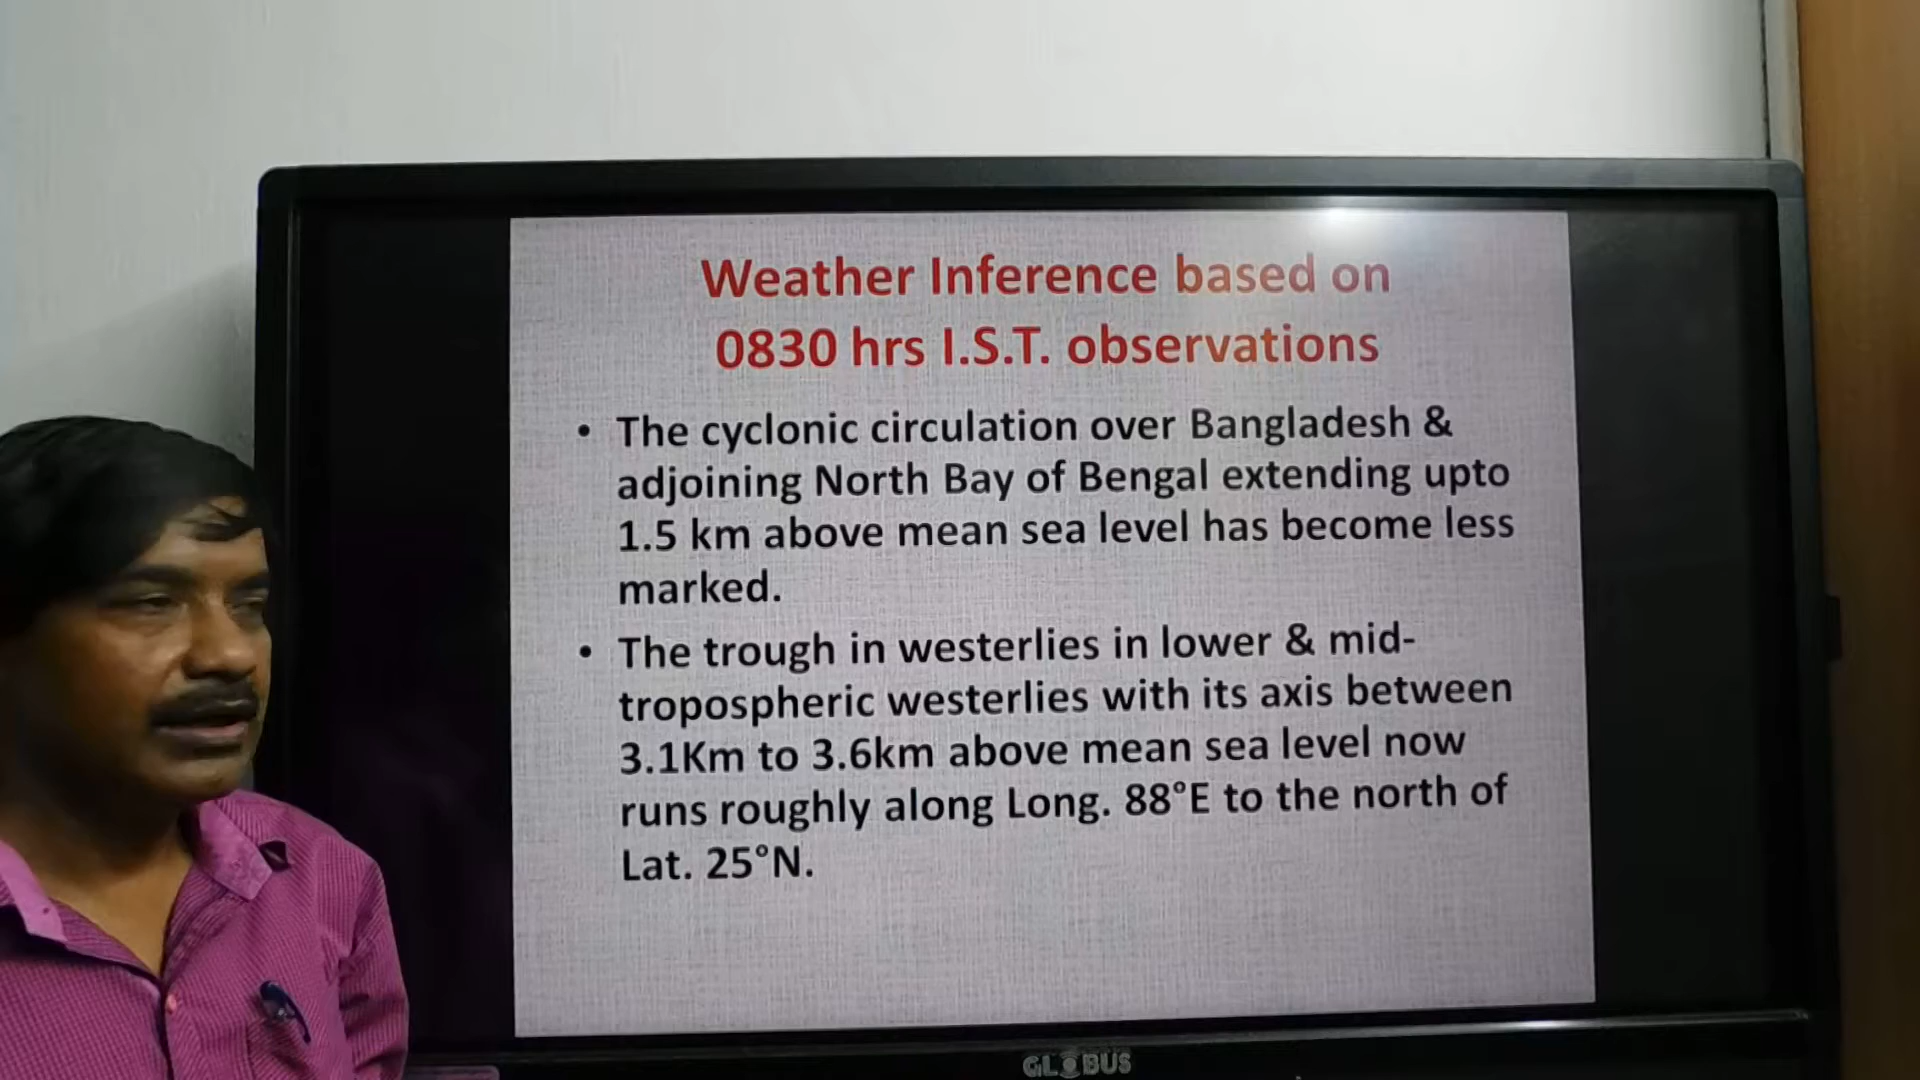 Weather Inference based on
0830 hrs I.S.T. observations
• The cyclonic circulation over Bangladesh &
adjoining North Bay of Bengal extending upto
1.5 km above mean sea level has become less
marked.
• The trough in westerlies in lower & mid-
tropospheric westerlies with its axis between
3.1Km to 3.6km above mean sea level now
runs roughly along Long. 88°E to the north of
Lat. 25°N.
GLOBUS